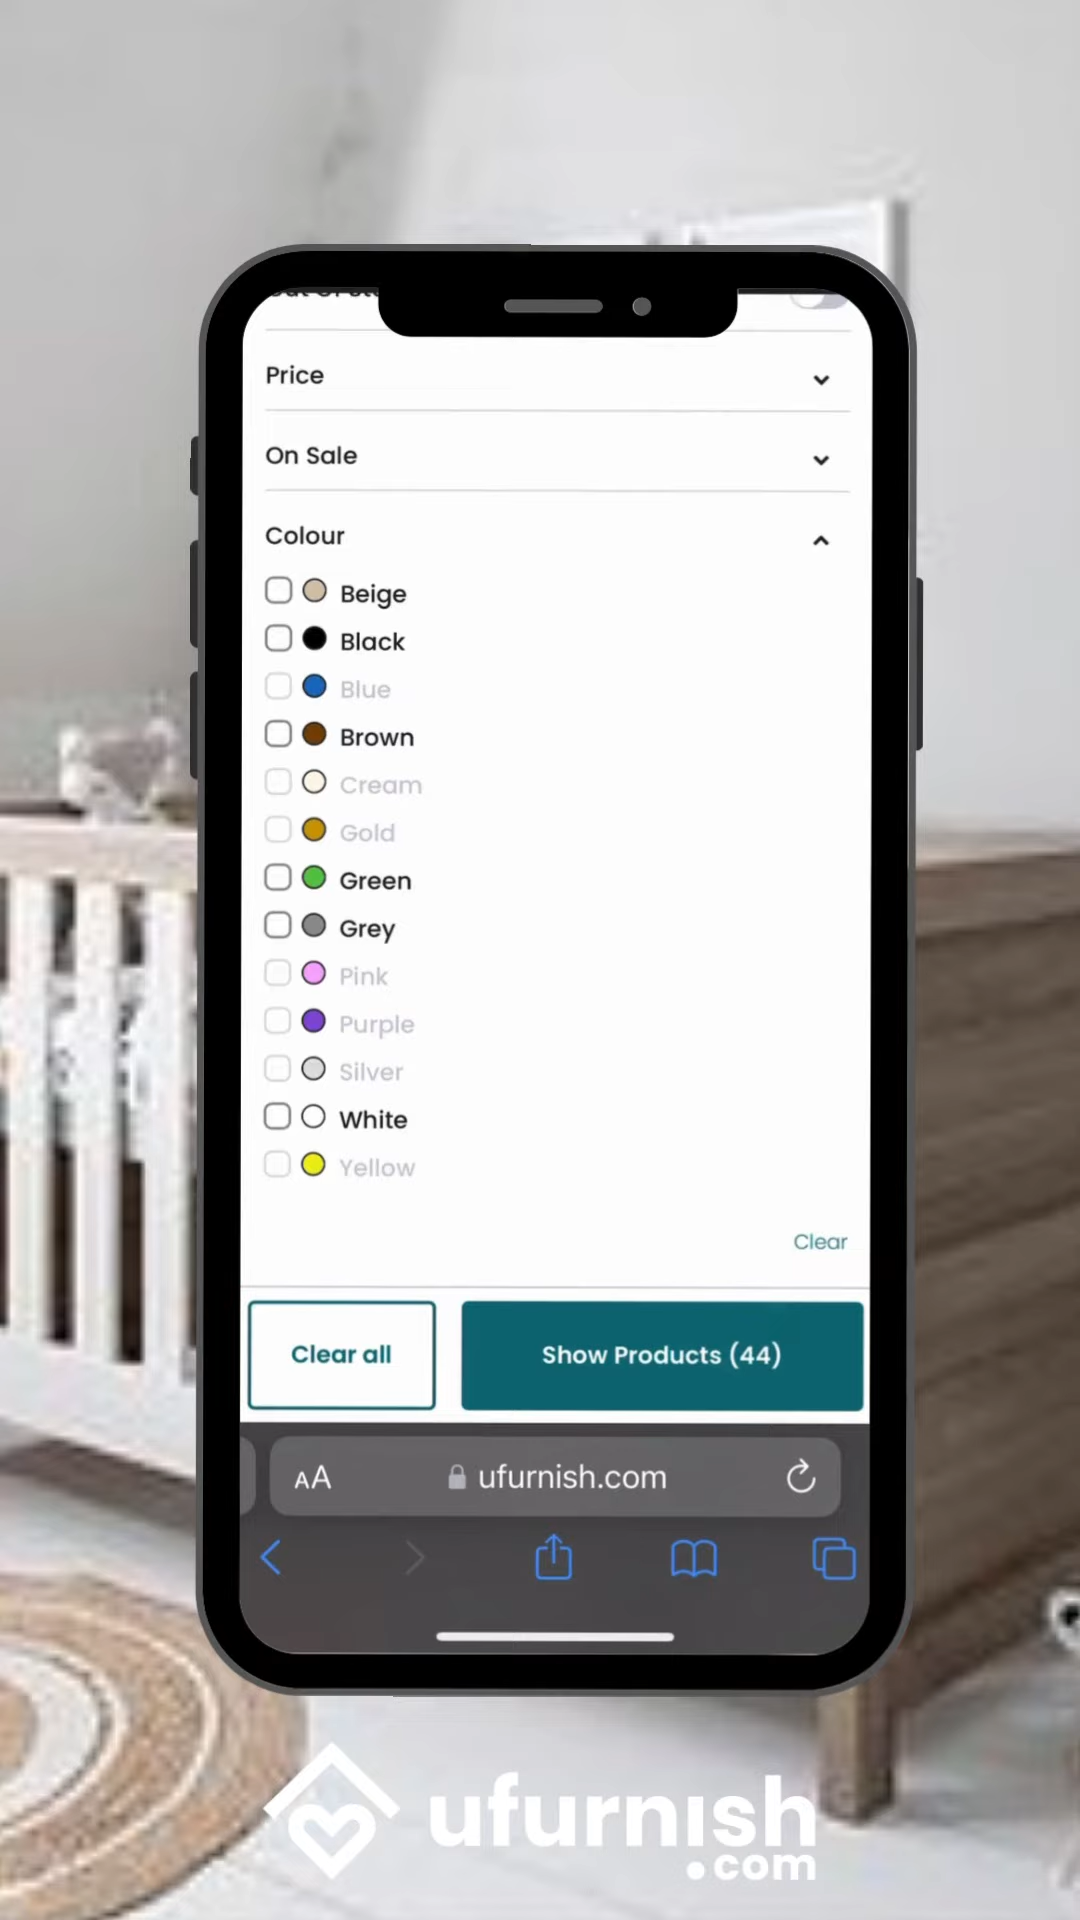 Price
On Sale
Colour
Beige
Black
Blue
Brown
Cream
Gold
Green
Grey
Pink
Purple
Silver
White
Yellow
Clear
Clear all
Show Products (44)
AA
ufurnish.com
ufurnish
.com